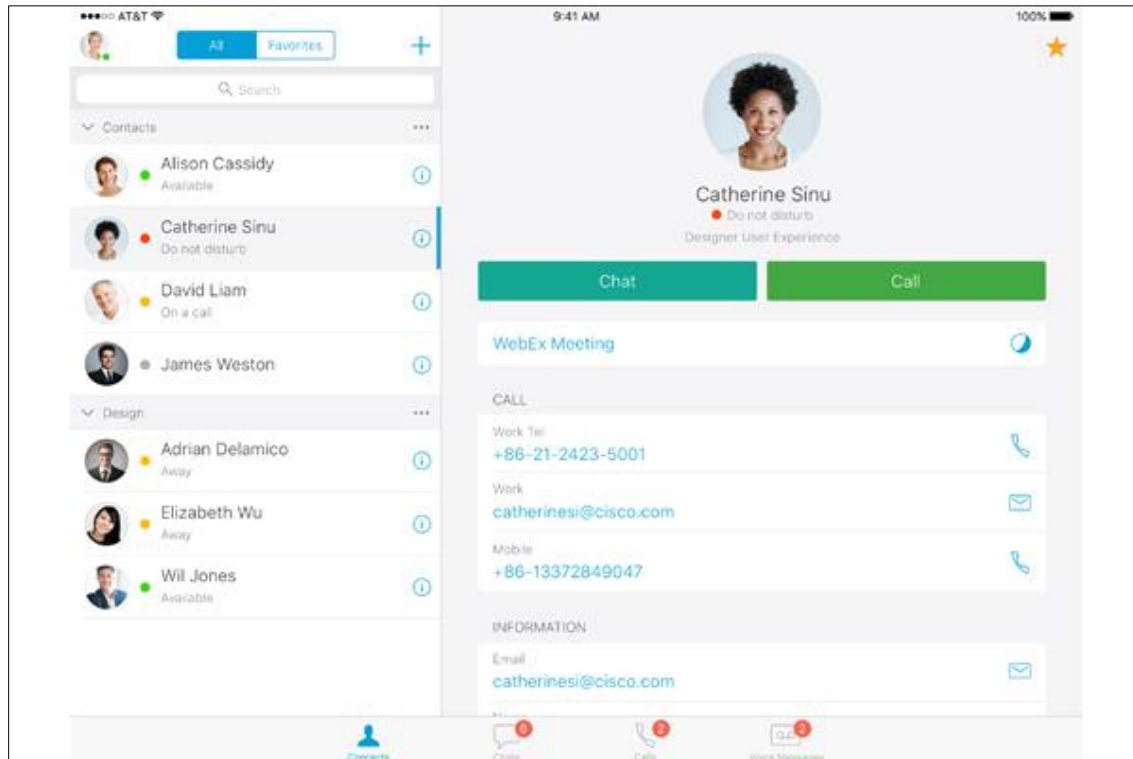 AT&T
9:41 AM
100%
All
Favorites
Search
Contacts
Alison Cassidy
Available
Catherine Sinu
Do not disturb
David Liam
On a call
James Weston
Design
Adrian Delamico
Away
Elizabeth Wu
Away
Wil Jones
Available
Catherine Sinu
Do not disturb
Designer User Experience
Chat
Call
WebEx Meeting
CALL
Work Tel
+86-21-2423-5001
Work
catherinesi@cisco.com
Mobile
+86-13372849047
INFORMATION
Email
catherinesi@cisco.com
Contacts
Chats
2
Calls
2